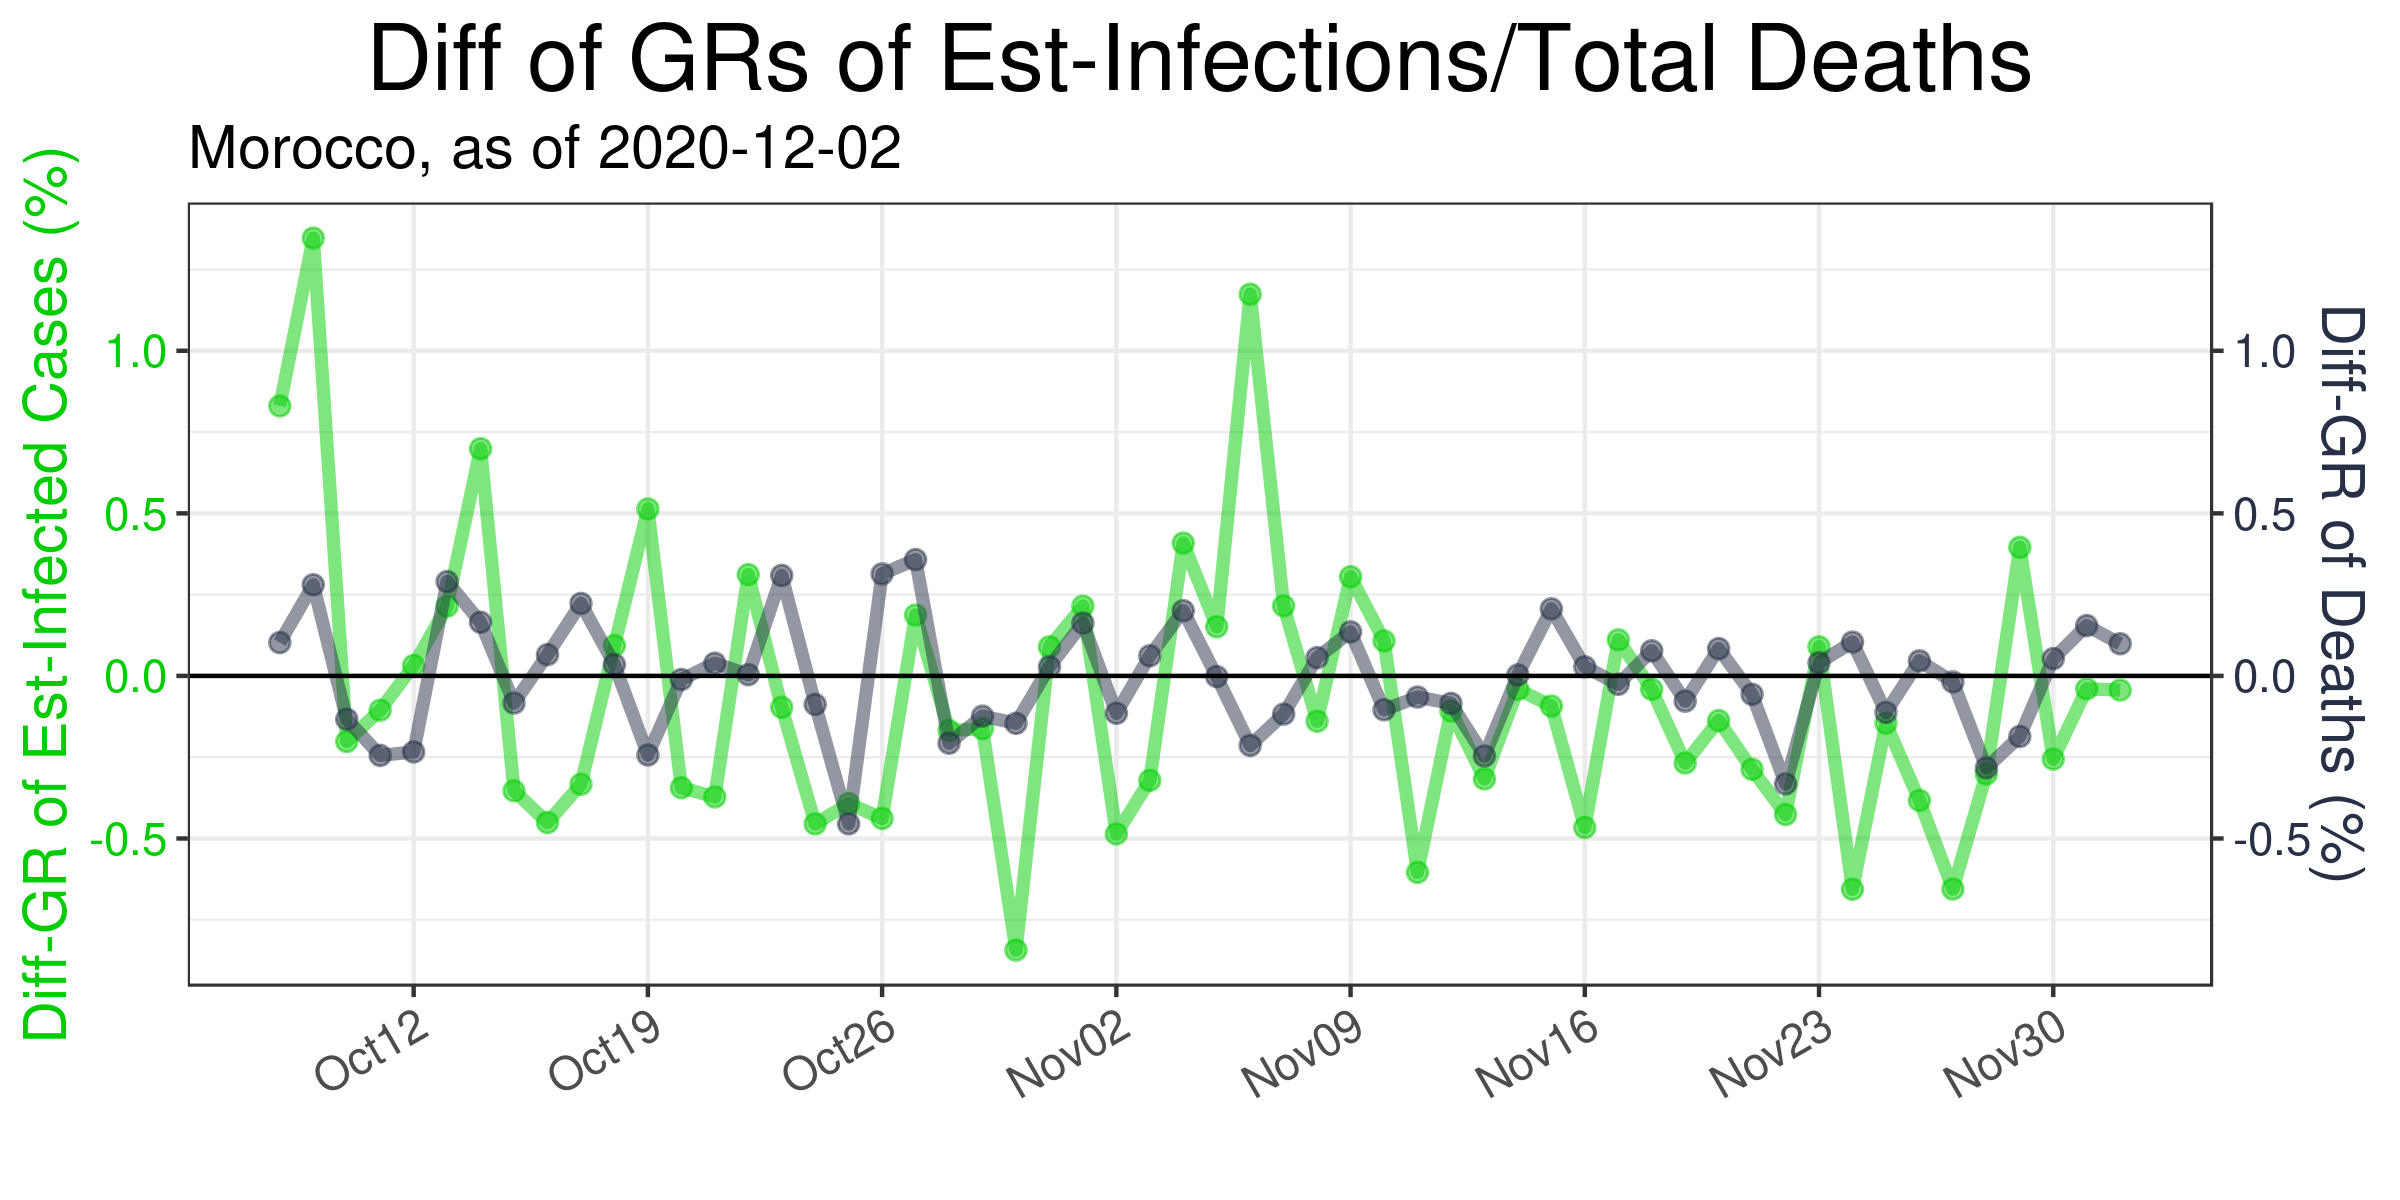 Diff of GRs of Est-Infections/Total Deaths
Morocco, as of 2020-12-02
Diff-GR of Est-Infected Cases (%)
1.0
0.5
0.0
-0.5
1.0
0.5
0.0
-0.5
Diff-GR of Deaths (%)
Oct12
Oct19
Oct26
Nov02
Nov09
Nov16
Nov23
Nov30